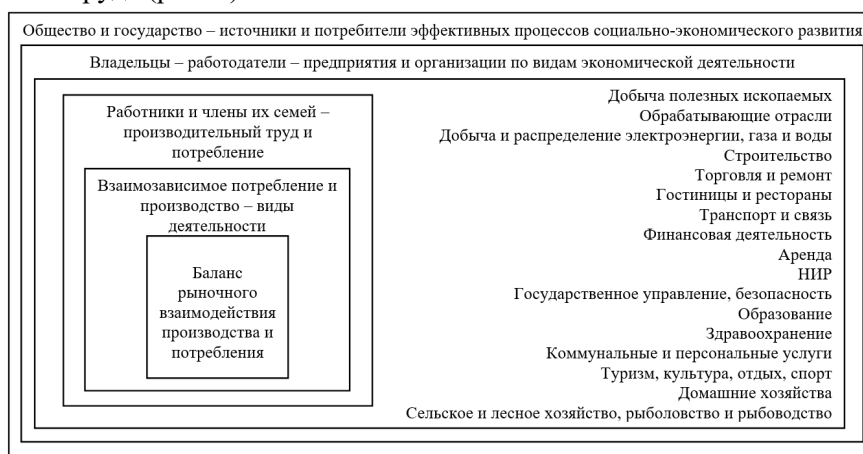 Общество и государство – источники и потребители эффективных процессов социально-экономического развития
Владельцы – работодатели – предприятия и организации по видам экономической деятельности
Работники и члены их семей –
производительный труд и
потребление
Взаимозависимое потребление и
производство – виды
деятельности
Баланс
рыночного
взаимодействия
производства и
потребления
Добыча полезных ископаемых
Обрабатывающие отрасли
Добыча и распределение электроэнергии, газа и воды
Строительство
Торговля и ремонт
Гостиницы и рестораны
Транспорт и связь
Финансовая деятельность
Аренда
НИР
Государственное управление, безопасность
Образование
Здравоохранение
Коммунальные и персональные услуги
Туризм, культура, отдых, спорт
Домашние хозяйства
Сельское и лесное хозяйство, рыболовство и рыбоводство